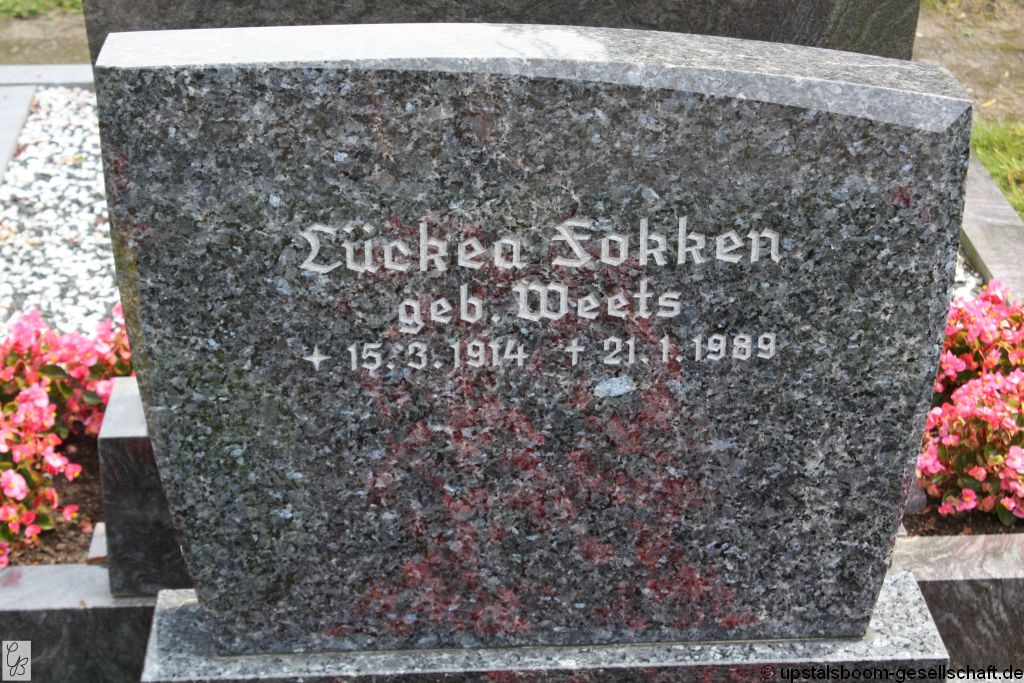 Lückea Fokken
geb. Weets
✦ 15. 3. 1914 † 21. 1. 1989
© upstalsboom-gesellschaft.de